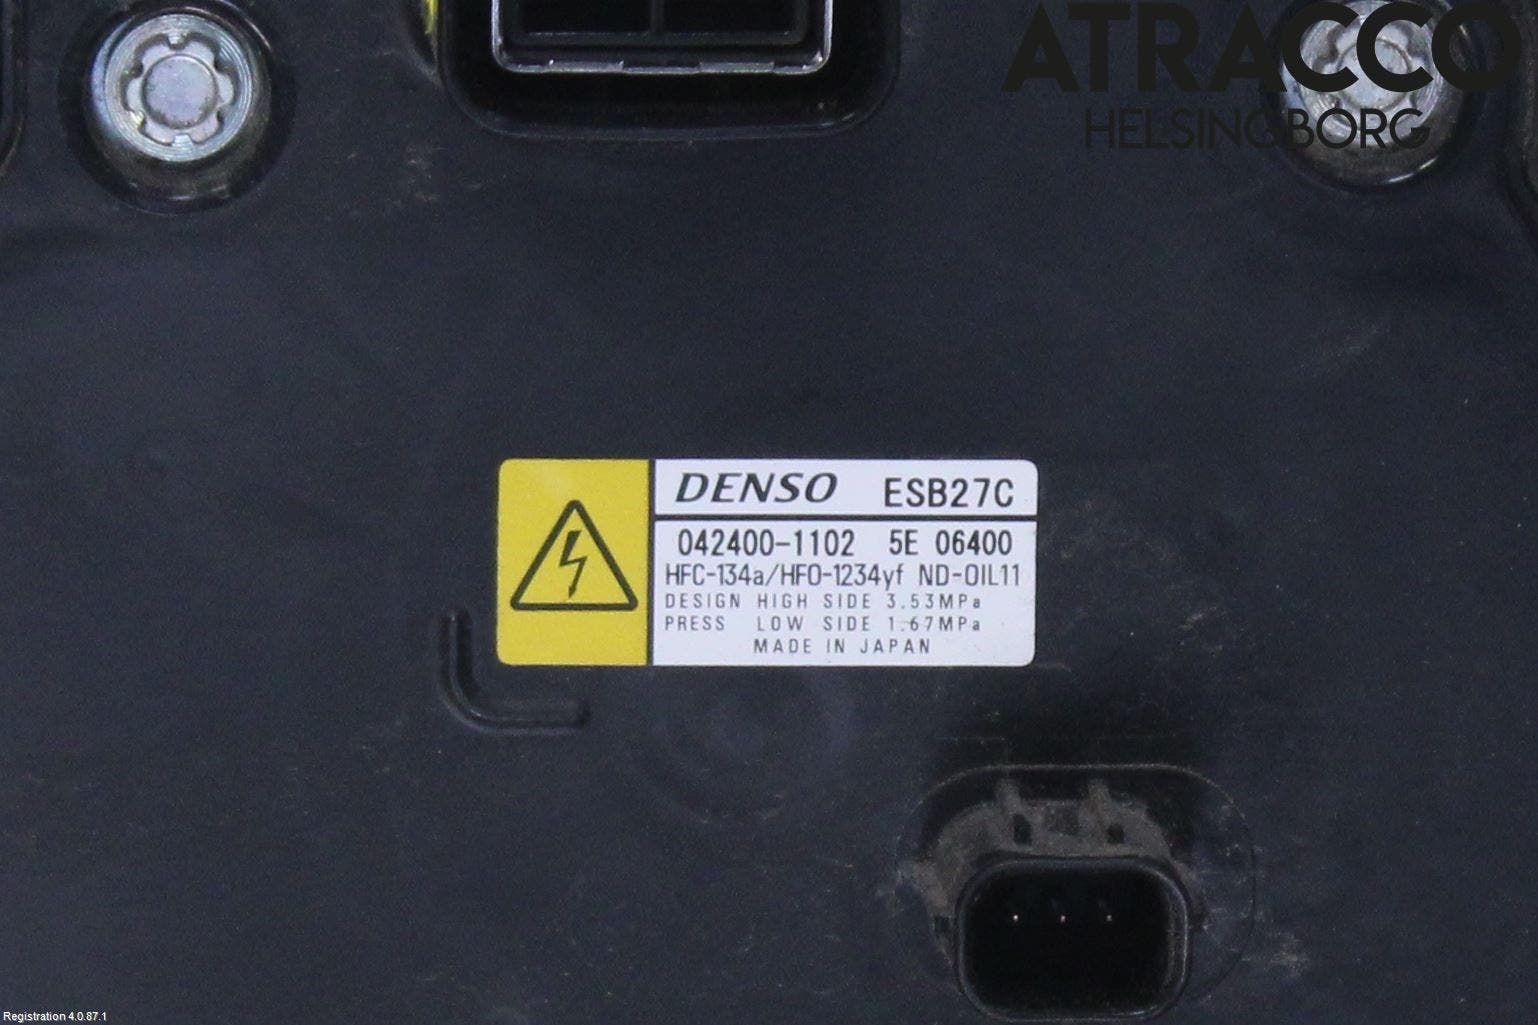 ATRACCO
HELSINGBORG
DENSO ESB27C
042400-1102 5E 06400
HFC-134a/HFO-1234yf ND-OIL11
DESIGN HIGH SIDE 3.53MPa
PRESS LOW SIDE 1.67MPa
MADE IN JAPAN
Registration 4.0.87.1